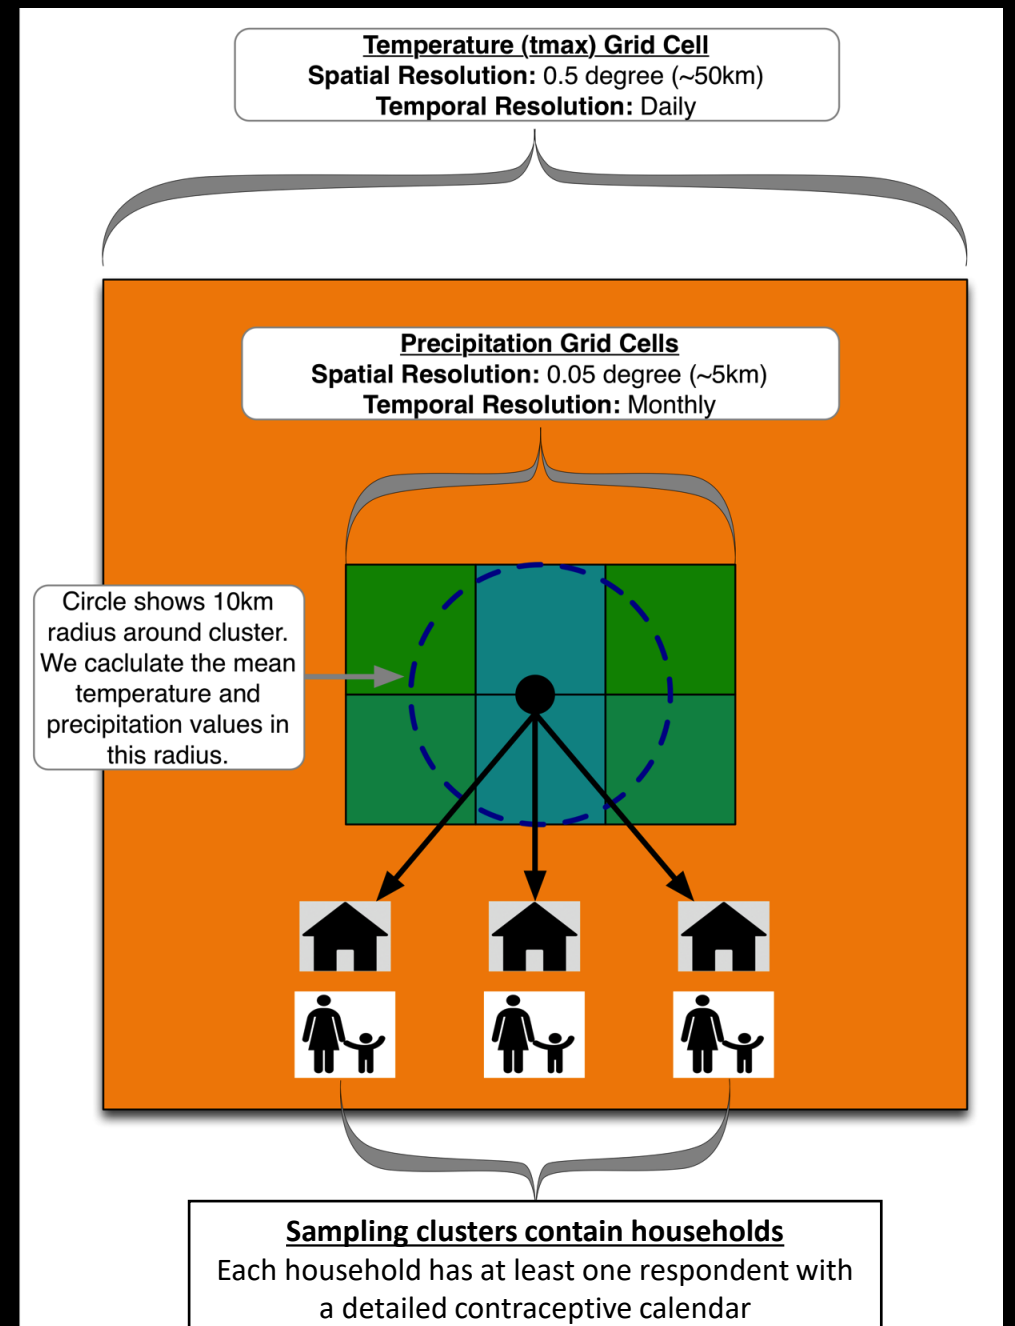 Temperature (tmax) Grid Cell
Spatial Resolution: 0.5 degree (~50km)
Temporal Resolution: Daily
Precipitation Grid Cells
Spatial Resolution: 0.05 degree (~5km)
Temporal Resolution: Monthly
Circle shows 10km
radius around cluster.
We caclulate the mean
temperature and
precipitation values in
this radius.
Sampling clusters contain households
Each household has at least one respondent with
a detailed contraceptive calendar